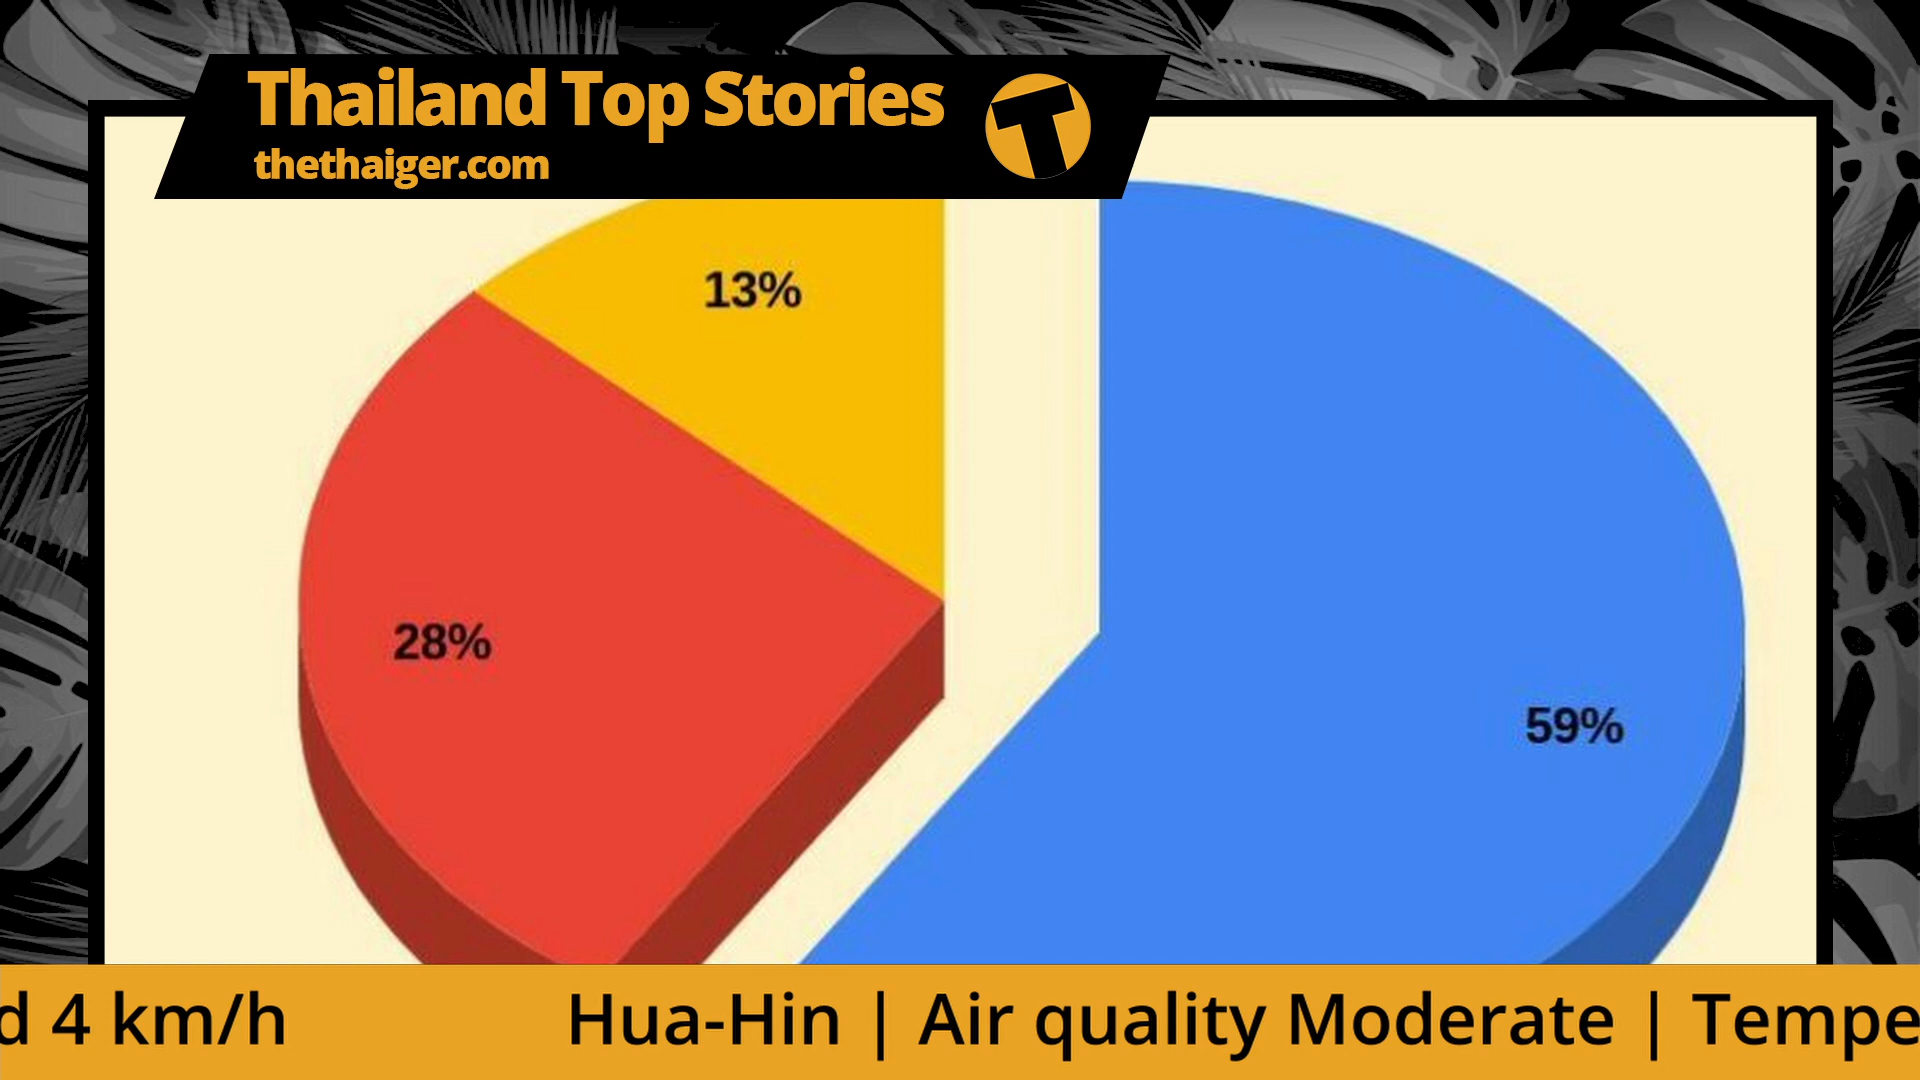 Thailand Top Stories
thethaiger.com
13%
28%
59%
d 4 km/h Hua-Hin | Air quality Moderate | Tempe